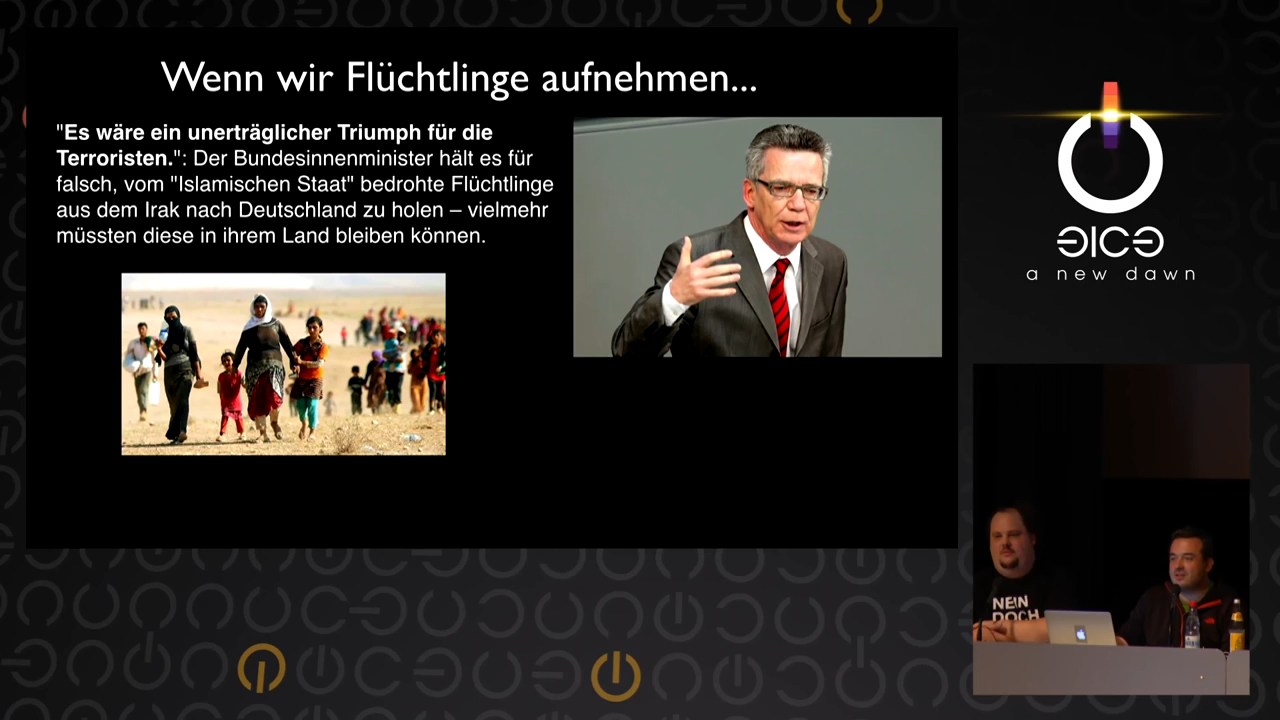 Wenn wir Flüchtlinge aufnehmen...
"Es wäre ein unerträglicher Triumph für die
Terroristen.": Der Bundesinnenminister hält es für
falsch, vom "Islamischen Staat" bedrohte Flüchtlinge
aus dem Irak nach Deutschland zu holen – vielmehr
müssten diese in ihrem Land bleiben können.
a new dawn
NEIN
DOCH